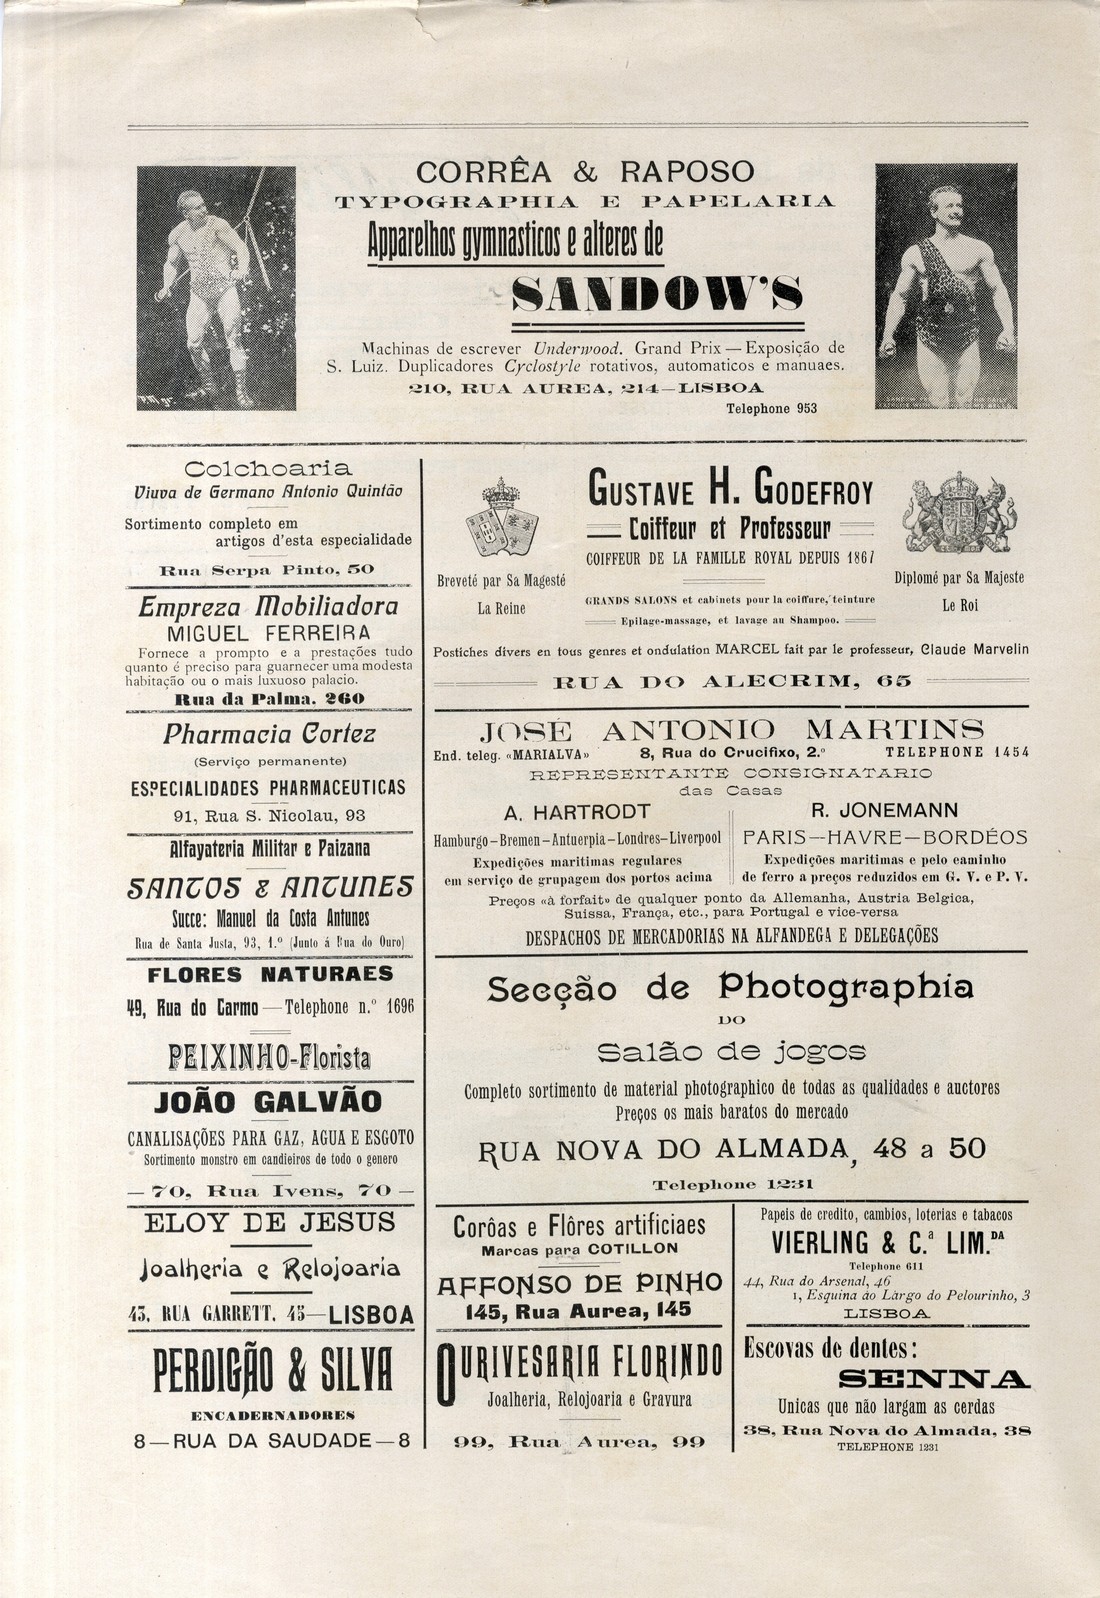 CORRÊA & RAPOSO
TYPOGRAPHIA E PAPELARIA
Apparelhos gymnasticos e alteres de
SANDOW'S
Machinas de escrever Underwood. Grand Prix — Exposição de
S. Luiz. Duplicadores Cyclostyle rotativos, automaticos e manuaes.
210, RUA AUREA, 214—LISBOA
Telephone 953
Colchoaria
Viuva de Germano Antonio Quintão
Sortimento completo em
artigos d'esta especialidade
Rua Serpa Pinto, 50
Empreza Mobiliadora
MIGUEL FERREIRA
Fornece a prompto e a prestações tudo
quanto é preciso para guarnecer uma modesta
habitação ou o mais luxuoso palacio.
Rua da Palma. 260
Pharmacia Cortez
(Serviço permanente)
ESPECIALIDADES PHARMACEUTICAS
91, Rua S. Nicolau, 93
Alfayateria Militar e Paizana
SANTOS & ANTUNES
Succe: Manuel da Costa Antunes
Rua de Santa Justa, 93, 1.º (Junto á Rua do Ouro)
FLORES NATURAES
49, Rua do Carmo — Telephone n.º 1696
PEIXINHO-Florista
JOÃO GALVÃO
CANALISAÇÕES PARA GAZ, AGUA E ESGOTO
Sortimento monstro em candieiros de todo o genero
— 70, Rua Ivens, 70 —
ELOY DE JESUS
Joalheria e Relojoaria
45, RUA GARRETT, 45—LISBOA
PERDIGÃO & SILVA
ENCADERNADORES
8—RUA DA SAUDADE—8
GUSTAVE H. GODEFROY
Coiffeur et Professeur
COIFFEUR DE LA FAMILLE ROYAL DEPUIS 1867
Breveté par Sa Magesté
La Reine
Diplomé par Sa Majeste
Le Roi
GRANDS SALONS et cabinets pour la coiffure, teinture
Epilage-massage, et lavage au Shampoo.
Postiches divers en tous genres et ondulation MARCEL fait par le professeur, Claude Marvelin
RUA DO ALECRIM, 65
JOSÉ ANTONIO MARTINS
End. teleg. «MARIALVA» 8, Rua do Crucifixo, 2.º TELEPHONE 1454
REPRESENTANTE CONSIGNATARIO
das Casas
A. HARTRODT
Hamburgo—Bremen—Antuerpia—Londres—Liverpool
Expedições maritimas regulares
em serviço de grupagem dos portos acima
R. JONEMANN
PARIS—HAVRE—BORDÉOS
Expedições maritimas e pelo caminho
de ferro a preços reduzidos em G. V. e P. V.
Preços «à forfait» de qualquer ponto da Allemanha, Austria Belgica,
Suissa, França, etc., para Portugal e vice-versa
DESPACHOS DE MERCADORIAS NA ALFANDEGA E DELEGAÇÕES
Secção de Photographia
DO
Salão de jogos
Completo sortimento de material photographico de todas as qualidades e auctores
Preços os mais baratos do mercado
RUA NOVA DO ALMADA, 48 a 50
Telephone 1231
Corôas e Flôres artificiaes
Marcas para COTILLON
AFFONSO DE PINHO
145, Rua Aurea, 145
OURIVESARIA FLORINDO
Joalheria, Relojoaria e Gravura
99, Rua Aurea, 99
Papeis de credito, cambios, loterias e tabacos
VIERLING & C.ª LIM.DA
Telephone 611
44, Rua do Arsenal, 46
1, Esquina ao Largo do Pelourinho, 3
LISBOA
Escovas de dentes:
SENNA
Unicas que não largam as cerdas
38, Rua Nova do Almada, 38
TELEPHONE 1231